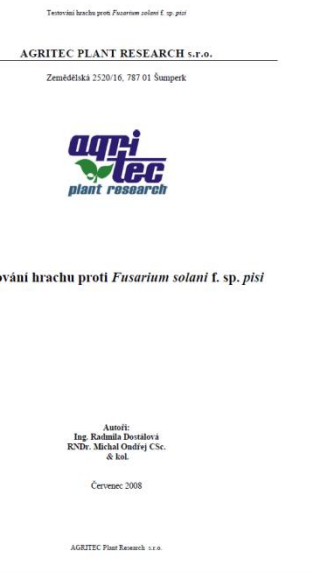 Testování hrachu proti Fusarium solani f. sp. pisi
AGRITEC PLANT RESEARCH s.r.o.
Zemědělská 2520/16, 787 01 Šumperk
agri
tec
plant research
ování hrachu proti Fusarium solani f. sp. pisi
Autoři:
Ing. Radmila Dostálová
RNDr. Michal Ondřej CSc.
& kol.
Červenec 2008
AGRITEC Plant Research s.r.o.